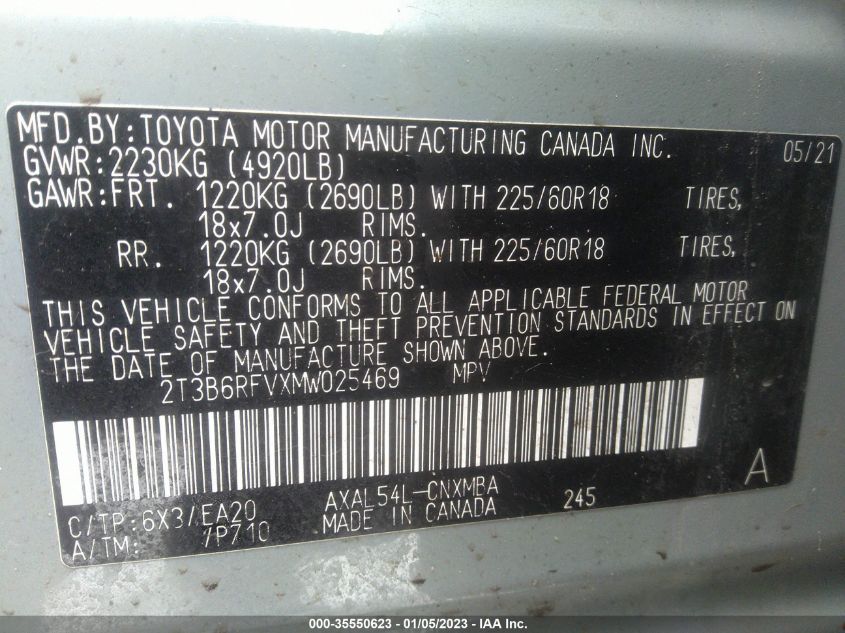 MFD.BY:TOYOTA MOTOR MANUFACTURING CANADA INC. 05/21
GVWR:2230KG (4920LB)
GAWR:FRT. 1220KG (2690LB) WITH 225/60R18 TIRES,
18x7.0J RIMS.
RR. 1220KG (2690LB) WITH 225/60R18 TIRES,
18x7.0J RIMS.
THIS VEHICLE CONFORMS TO ALL APPLICABLE FEDERAL MOTOR
VEHICLE SAFETY AND THEFT PREVENTION STANDARDS IN EFFECT ON
THE DATE OF MANUFACTURE SHOWN ABOVE.
2T3B6RFVXMW025469 MPV
C/TP:6X3/EA20 AXAL54L-CNXMBA 245 A
A/TM: 7P710 MADE IN CANADA
000-35550623 - 01/05/2023 - IAA Inc.